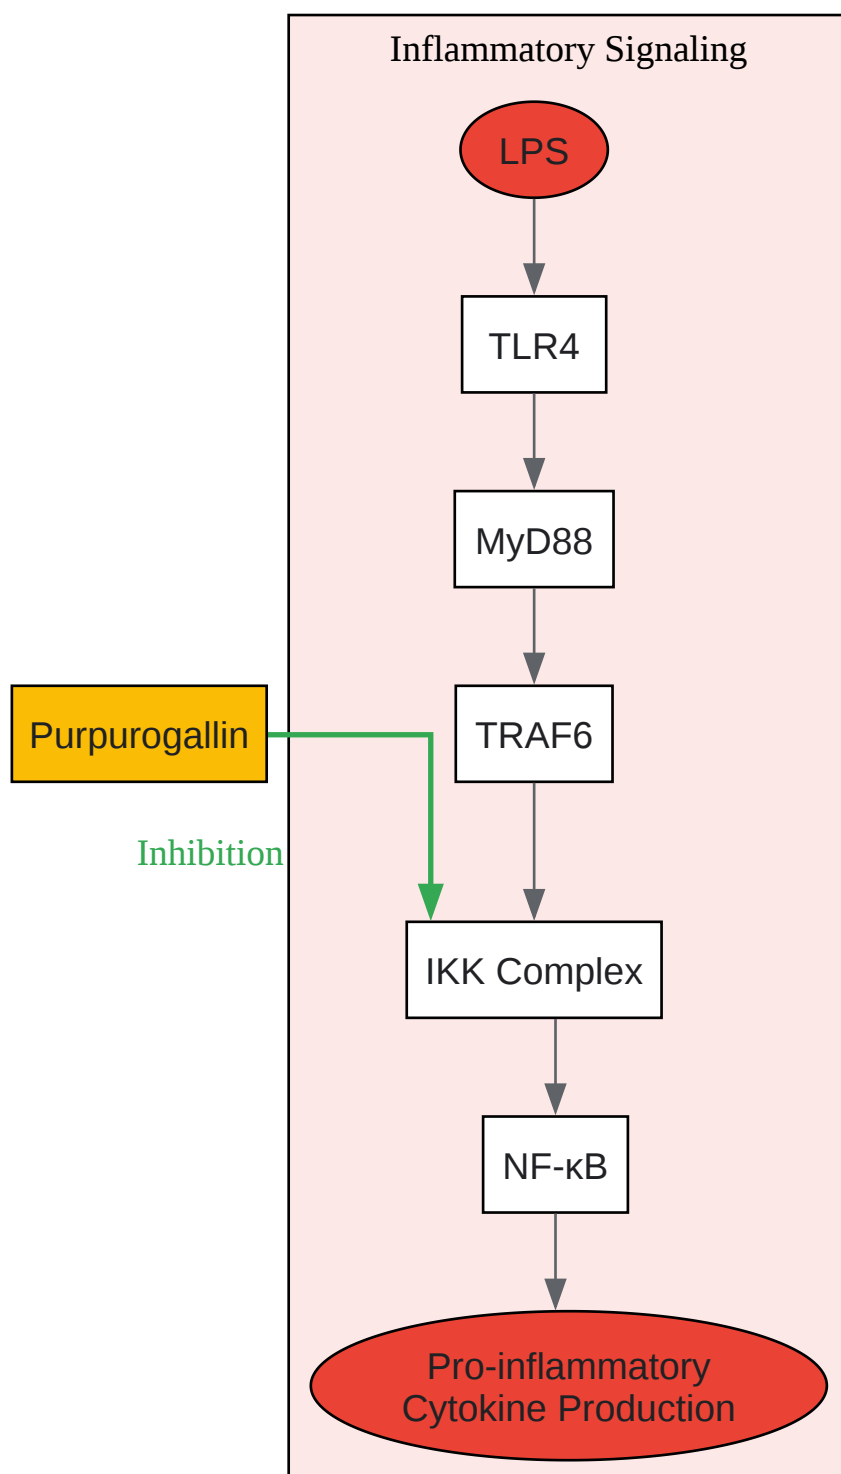 Inflammatory Signaling
LPS
TLR4
MyD88
Purpurogallin
TRAF6
Inhibition
IKK Complex
NF-κB
Pro-inflammatory
Cytokine Production